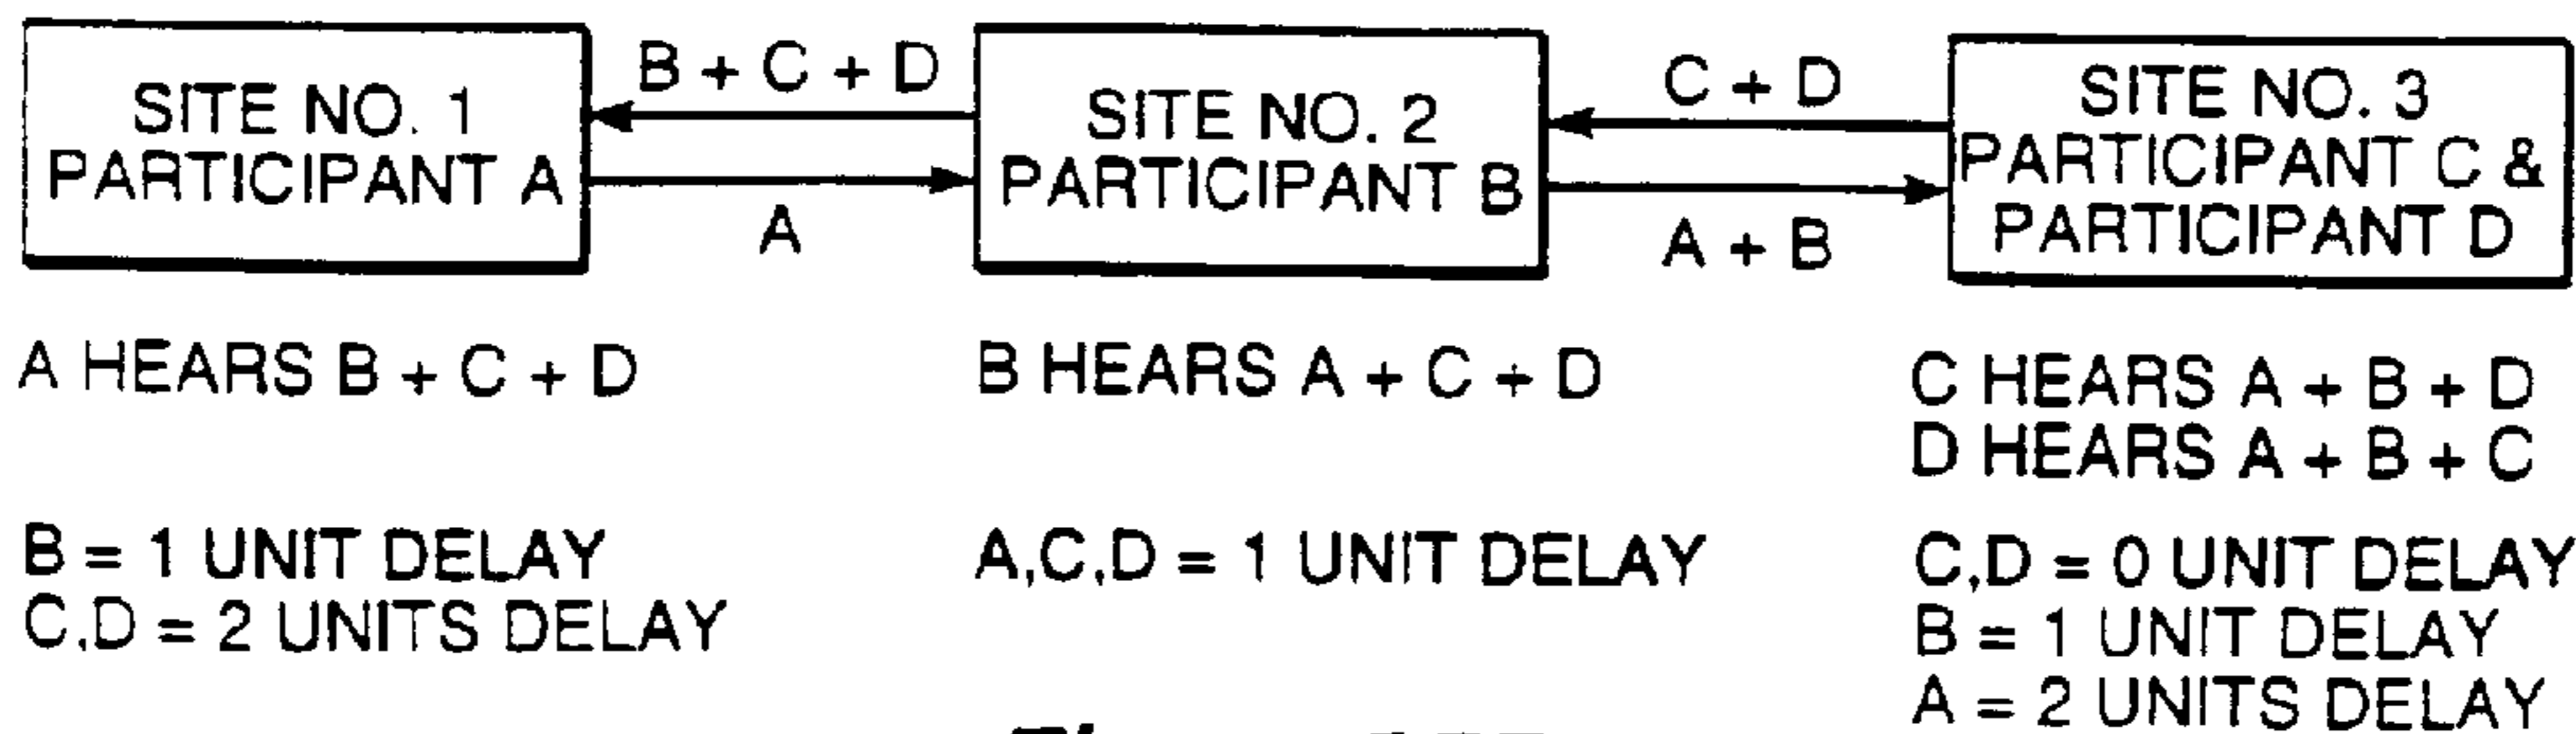 SITE NO. 1
PARTICIPANT A
B + C + D
A
SITE NO. 2
PARTICIPANT B
C + D
A + B
SITE NO. 3
PARTICIPANT C &
PARTICIPANT D
A HEARS B + C + D
B HEARS A + C + D
C HEARS A + B + D
D HEARS A + B + C
B = 1 UNIT DELAY
C,D = 2 UNITS DELAY
A,C,D = 1 UNIT DELAY
C,D = 0 UNIT DELAY
B = 1 UNIT DELAY
A = 2 UNITS DELAY